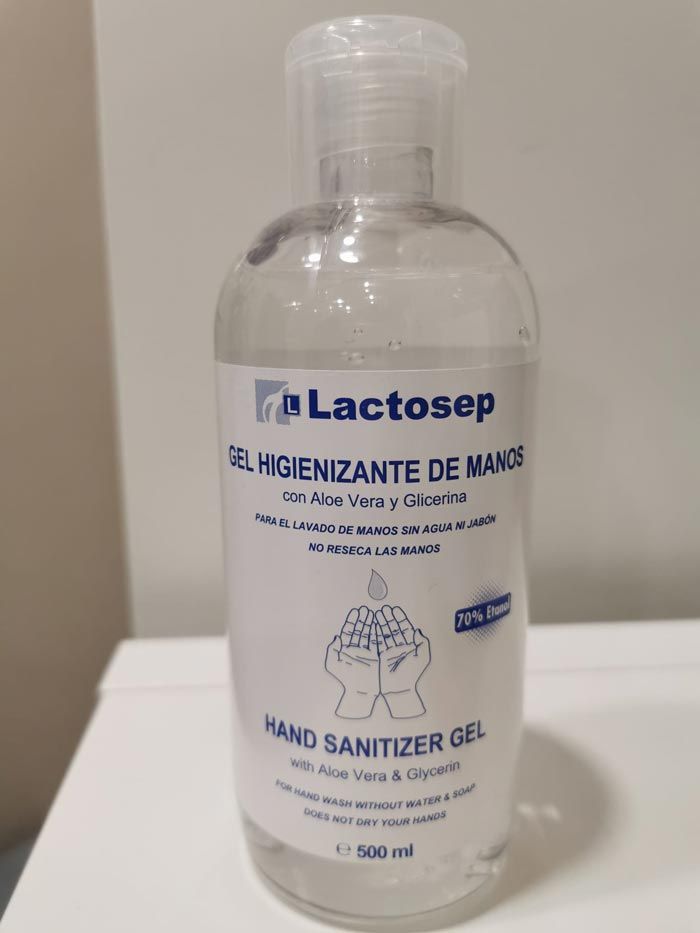 L Lactosep
GEL HIGIENIZANTE DE MANOS
con Aloe Vera y Glicerina
PARA EL LAVADO DE MANOS SIN AGUA NI JABÓN
NO RESECA LAS MANOS
70% Etanol
HAND SANITIZER GEL
with Aloe Vera & Glycerin
FOR HAND WASH WITHOUT WATER & SOAP
DOES NOT DRY YOUR HANDS
℮ 500 ml